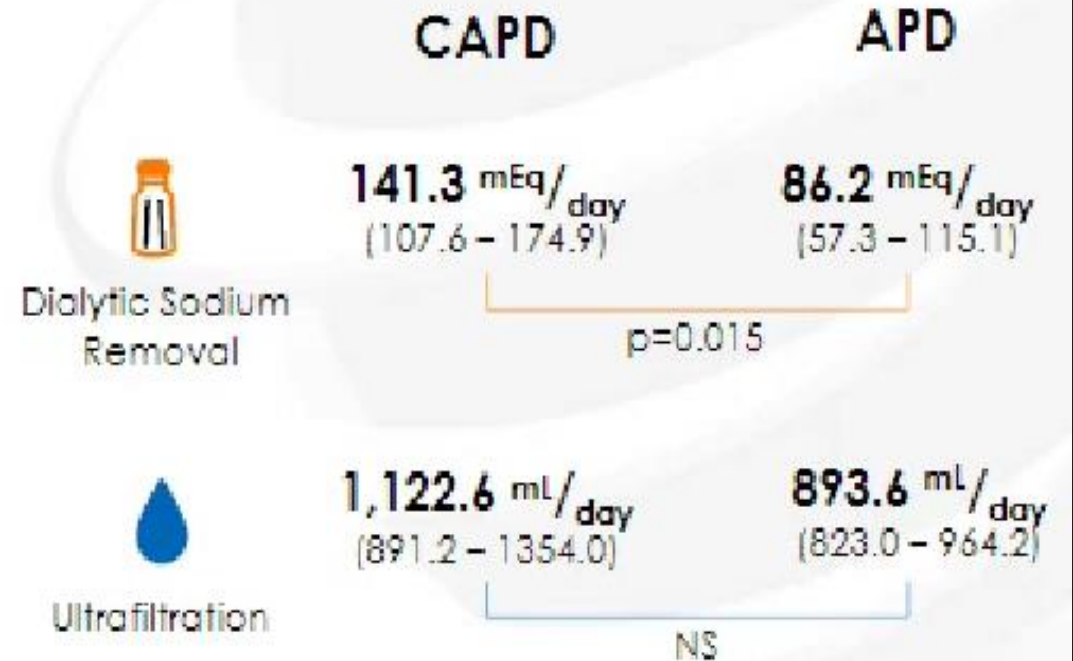 CAPD APD
141.3 mEq/day 86.2 mEq/day
(107.6 – 174.9) (57.3 – 115.1)
Dialytic Sodium
Removal
p=0.015
1,122.6 mL/day 893.6 mL/day
(891.2 – 1354.0) (823.0 – 964.2)
Ultrafiltration
NS